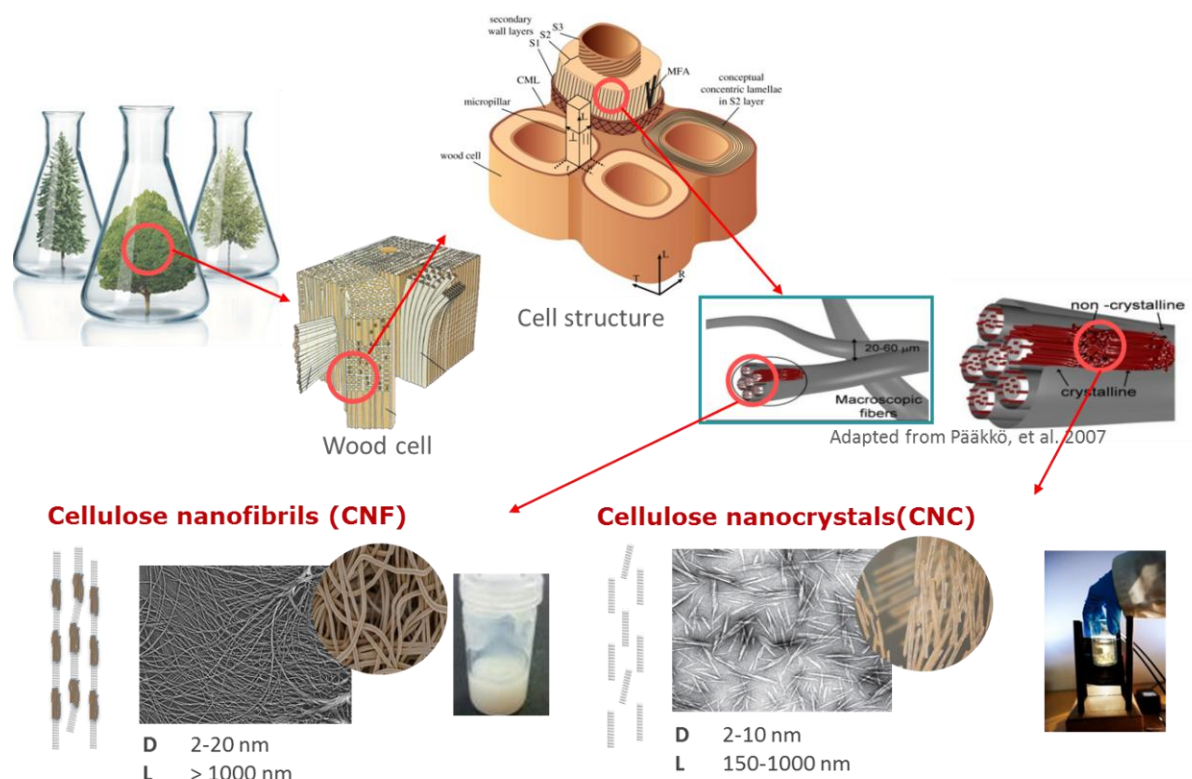 secondary
wall layers
S3
S2
S1
CML
MFA
conceptual
concentric lamellae
in S2 layer
micropillar
L
wood cell
L
T
R
Cell structure
Wood cell
20-60 μm
Macroscopic
fibers
non -crystalline
crystalline
Adapted from Pääkkö, et al. 2007
Cellulose nanofibrils (CNF)
D 2-20 nm
L > 1000 nm
Cellulose nanocrystals(CNC)
D 2-10 nm
L 150-1000 nm